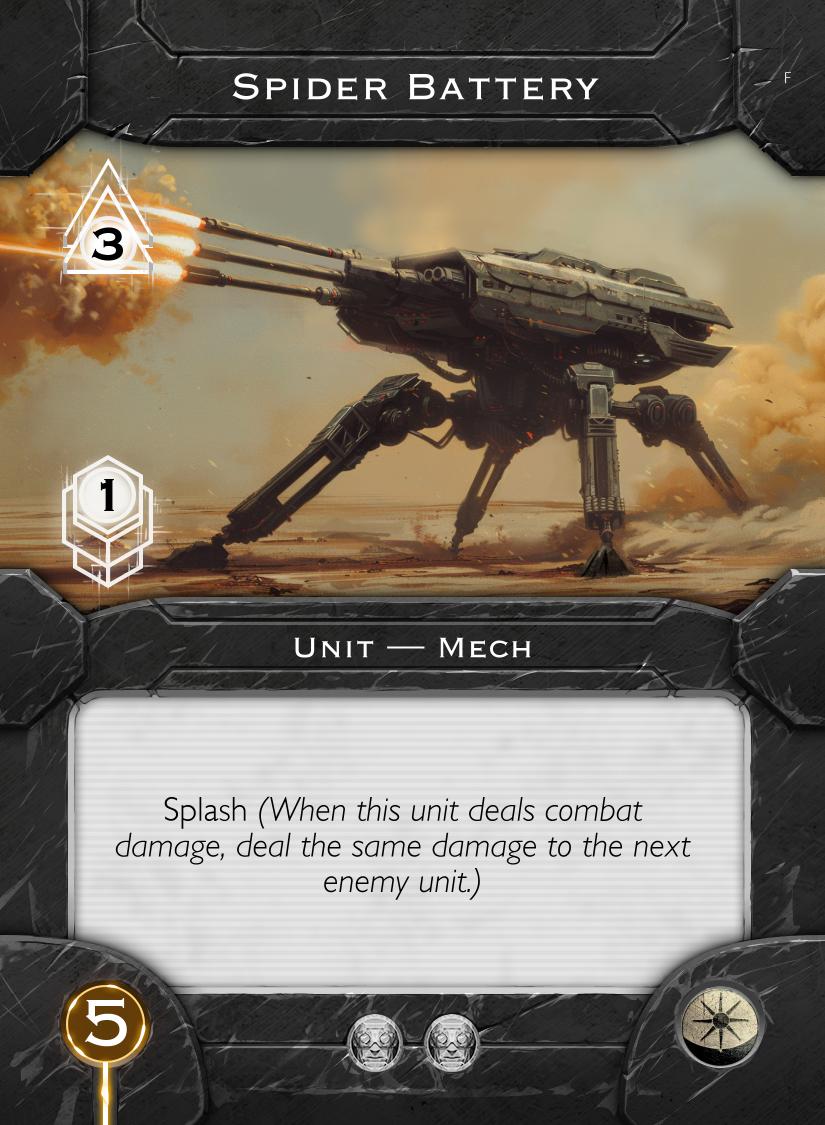 Spider Battery
F
3
1
Unit — Mech
Splash (When this unit deals combat
damage, deal the same damage to the next
enemy unit.)
5